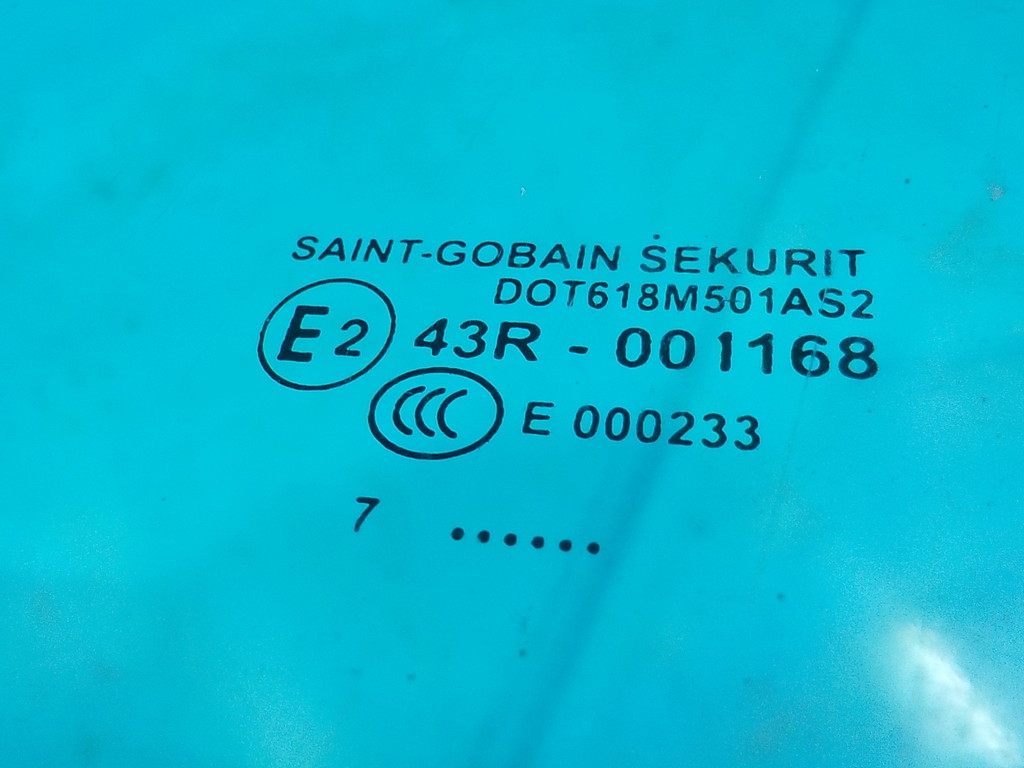 SAINT-GOBAIN SEKURIT
DOT618M501AS2
E2 43R - 001168
CCC E 000233
7 ......